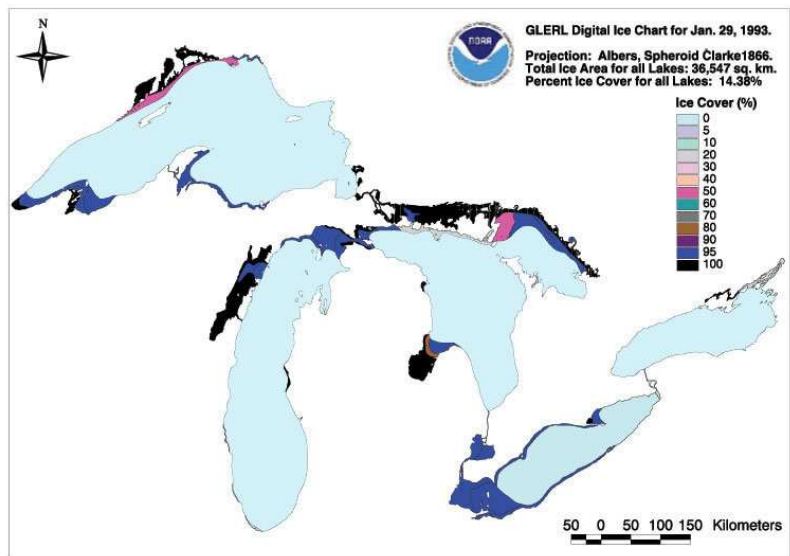 N
GLERL Digital Ice Chart for Jan. 29, 1993.
NOAA
Projection: Albers, Spheroid Clarke1866.
Total Ice Area for all Lakes: 36,547 sq. km.
Percent Ice Cover for all Lakes: 14.38%
Ice Cover (%)
0
5
10
20
30
40
50
60
70
80
90
95
100
50 0 50 100 150 Kilometers